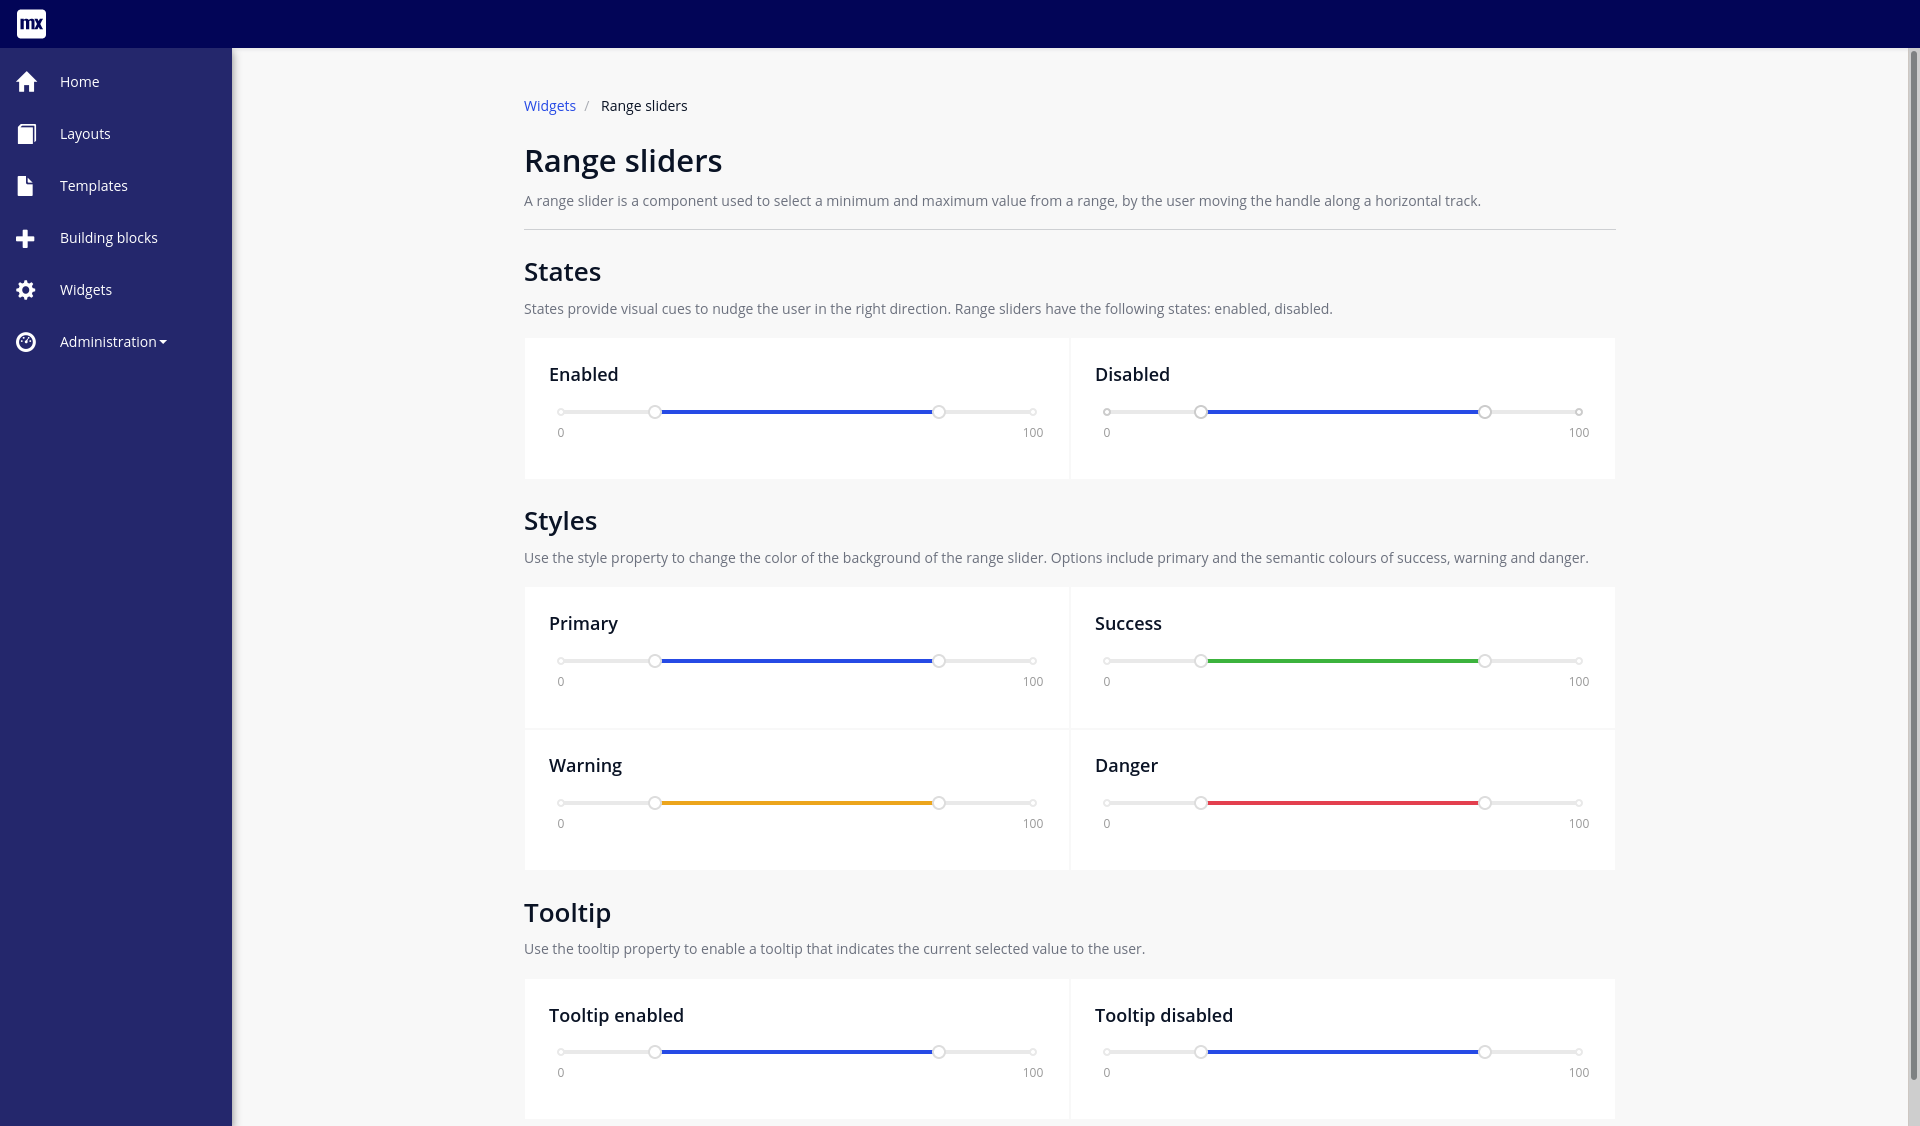 mx
Home
Layouts
Templates
Building blocks
Widgets
Administration
Widgets / Range sliders
Range sliders
A range slider is a component used to select a minimum and maximum value from a range, by the user moving the handle along a horizontal track.
States
States provide visual cues to nudge the user in the right direction. Range sliders have the following states: enabled, disabled.
Enabled
0 100
Disabled
0 100
Styles
Use the style property to change the color of the background of the range slider. Options include primary and the semantic colours of success, warning and danger.
Primary
0 100
Success
0 100
Warning
0 100
Danger
0 100
Tooltip
Use the tooltip property to enable a tooltip that indicates the current selected value to the user.
Tooltip enabled
0 100
Tooltip disabled
0 100